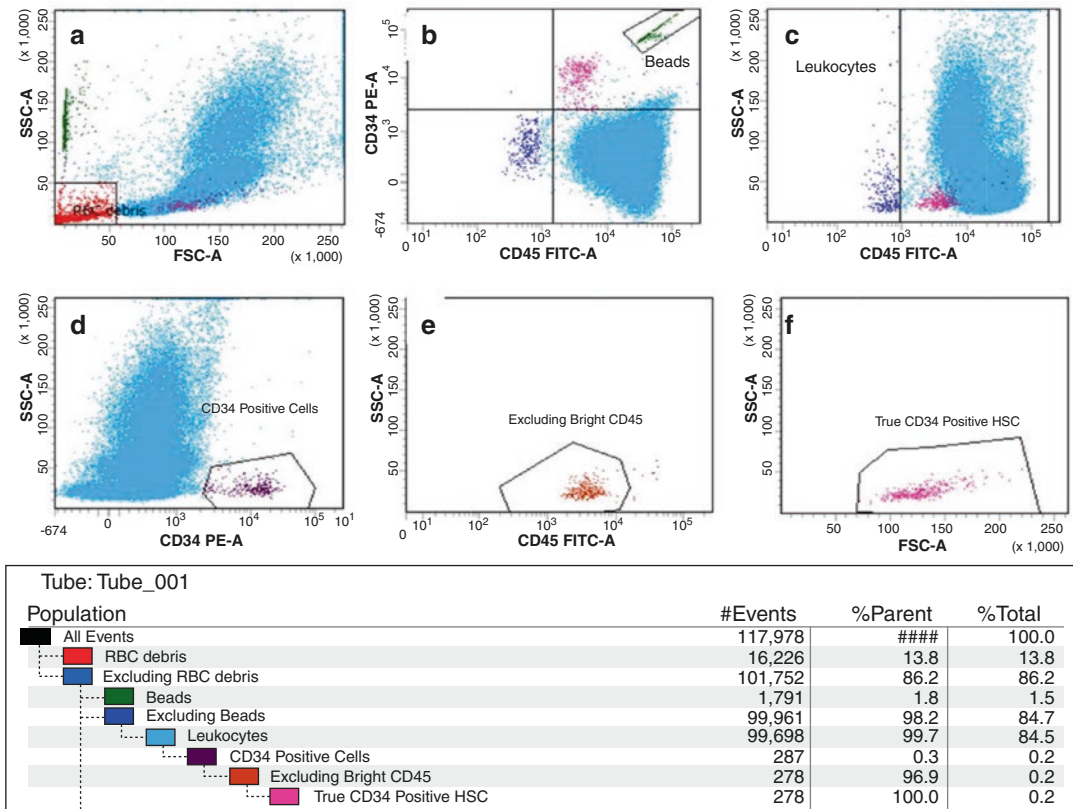 a
(x 1,000)
250
200
150
100
50
SSC-A
RBC debris
50 100 150 200 250
FSC-A
(x 1,000)
b
10^5
10^4
10^3
0
-674
CD34 PE-A
Beads
0 10^1 10^2 10^3 10^4 10^5
CD45 FITC-A
c
(x 1,000)
250
200
150
100
50
SSC-A
Leukocytes
0 10^1 10^2 10^3 10^4 10^5
CD45 FITC-A
d
(x 1,000)
250
200
150
100
50
SSC-A
CD34 Positive Cells
-674 0 10^3 10^4 10^5 10^1
CD34 PE-A
e
(x 1,000)
250
200
150
100
50
SSC-A
Excluding Bright CD45
0 10^2 10^3 10^4 10^5
CD45 FITC-A
f
(x 1,000)
250
200
150
100
50
SSC-A
True CD34 Positive HSC
50 100 150 200 250
FSC-A
(x 1,000)
Tube: Tube_001
Population #Events %Parent %Total
All Events 117,978 #### 100.0
RBC debris 16,226 13.8 13.8
Excluding RBC debris 101,752 86.2 86.2
Beads 1,791 1.8 1.5
Excluding Beads 99,961 98.2 84.7
Leukocytes 99,698 99.7 84.5
CD34 Positive Cells 287 0.3 0.2
Excluding Bright CD45 278 96.9 0.2
True CD34 Positive HSC 278 100.0 0.2